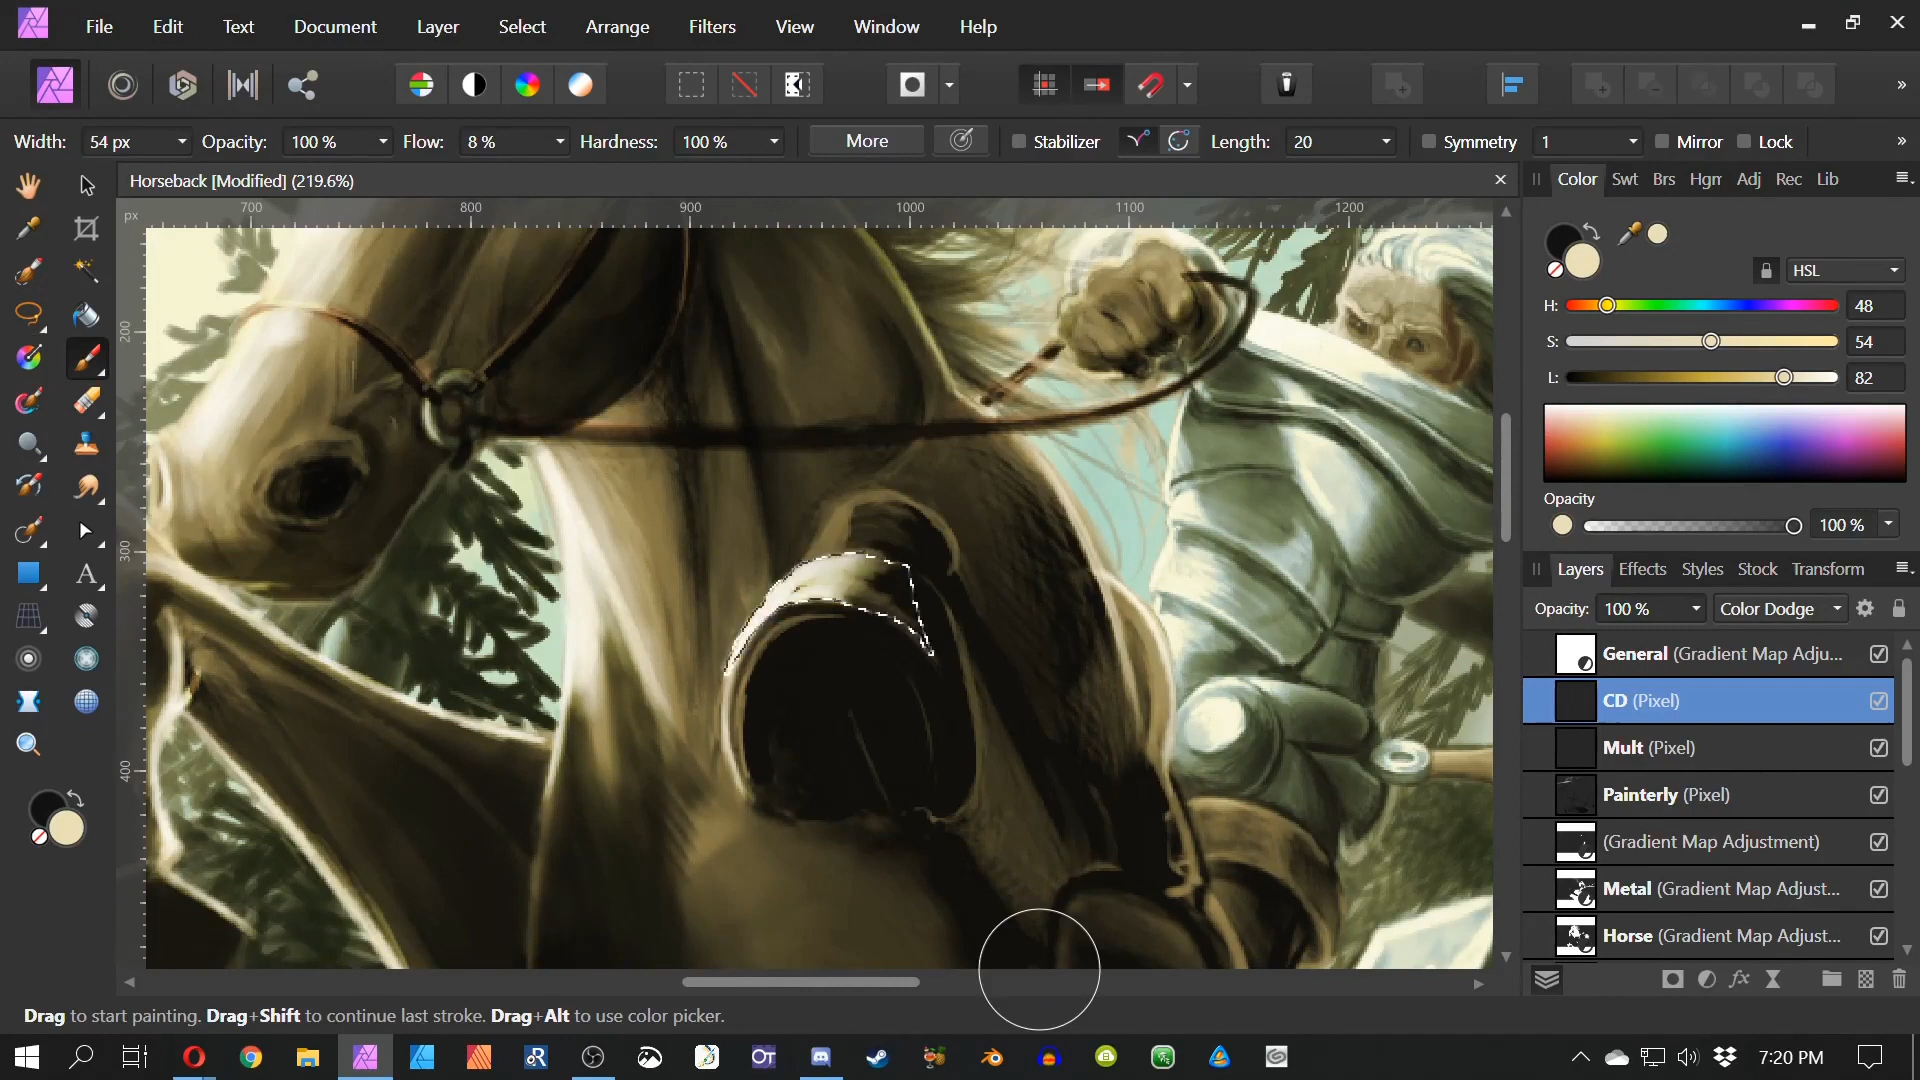 File Edit Text Document Layer Select Arrange Filters View Window Help
Width: 54 px Opacity: 100 % Flow: 8 % Hardness: 100 % More Stabilizer Length: 20 Symmetry 1 Mirror Lock
Horseback [Modified] (219.6%)
px 700 800 900 1000 1100 1200
200
300
400
Color Swt Brs Hgm Adj Rec Lib
HSL
H: 48
S: 54
L: 82
Opacity
100 %
Layers Effects Styles Stock Transform
Opacity: 100 % Color Dodge
General (Gradient Map Adju...
CD (Pixel)
Mult (Pixel)
Painterly (Pixel)
(Gradient Map Adjustment)
Metal (Gradient Map Adjust...
Horse (Gradient Map Adjust...
Drag to start painting. Drag+Shift to continue last stroke. Drag+Alt to use color picker.
7:20 PM